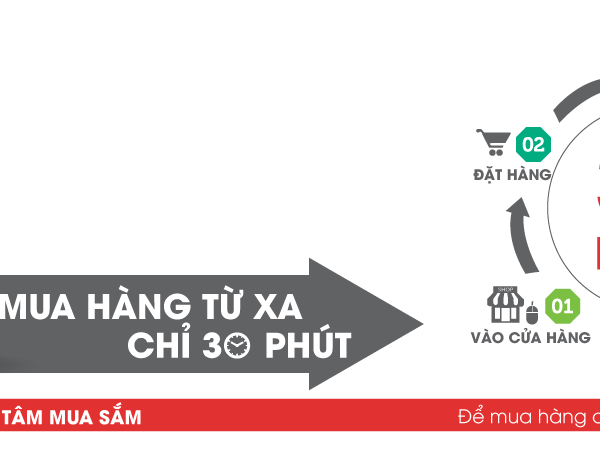 02
ĐẶT HÀNG
SHOP
01
VÀO CỬA HÀNG
MUA HÀNG TỪ XA
CHỈ 30 PHÚT
TÂM MUA SẮM
Để mua hàng